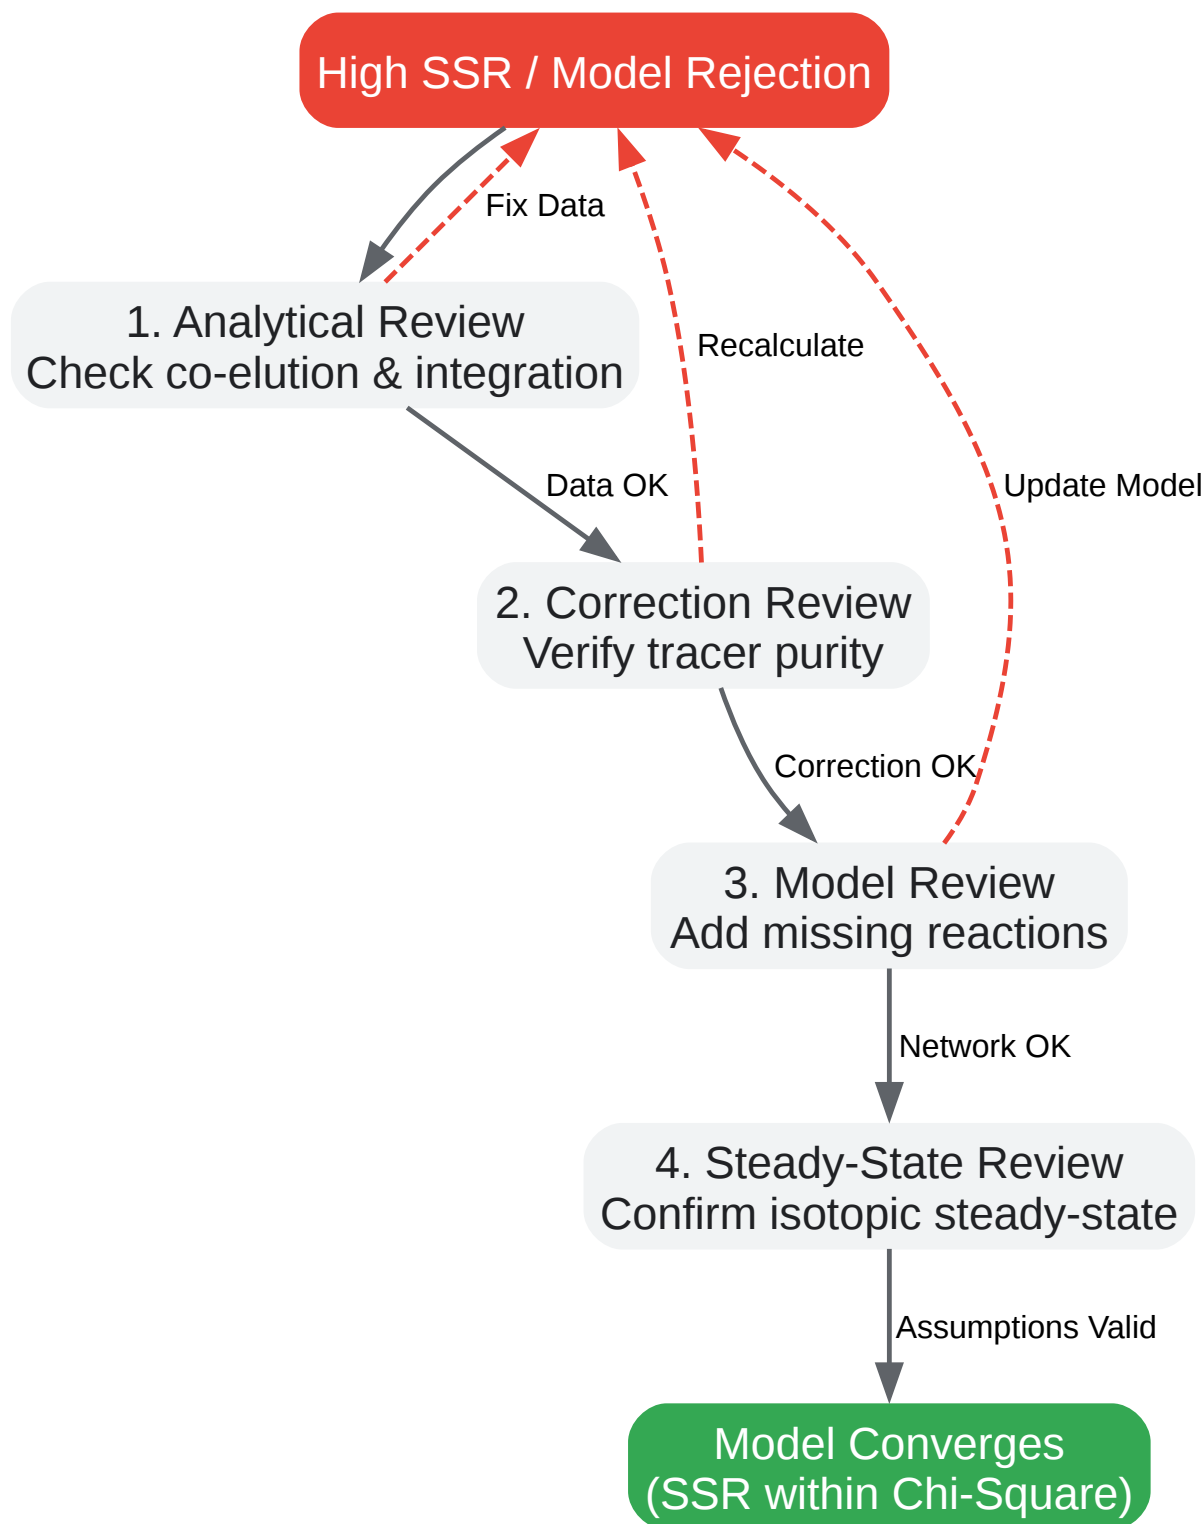 High SSR / Model Rejection
Fix Data
1. Analytical Review
Check co-elution & integration
Recalculate
Data OK
Update Model
2. Correction Review
Verify tracer purity
Correction OK
3. Model Review
Add missing reactions
Network OK
4. Steady-State Review
Confirm isotopic steady-state
Assumptions Valid
Model Converges
(SSR within Chi-Square)